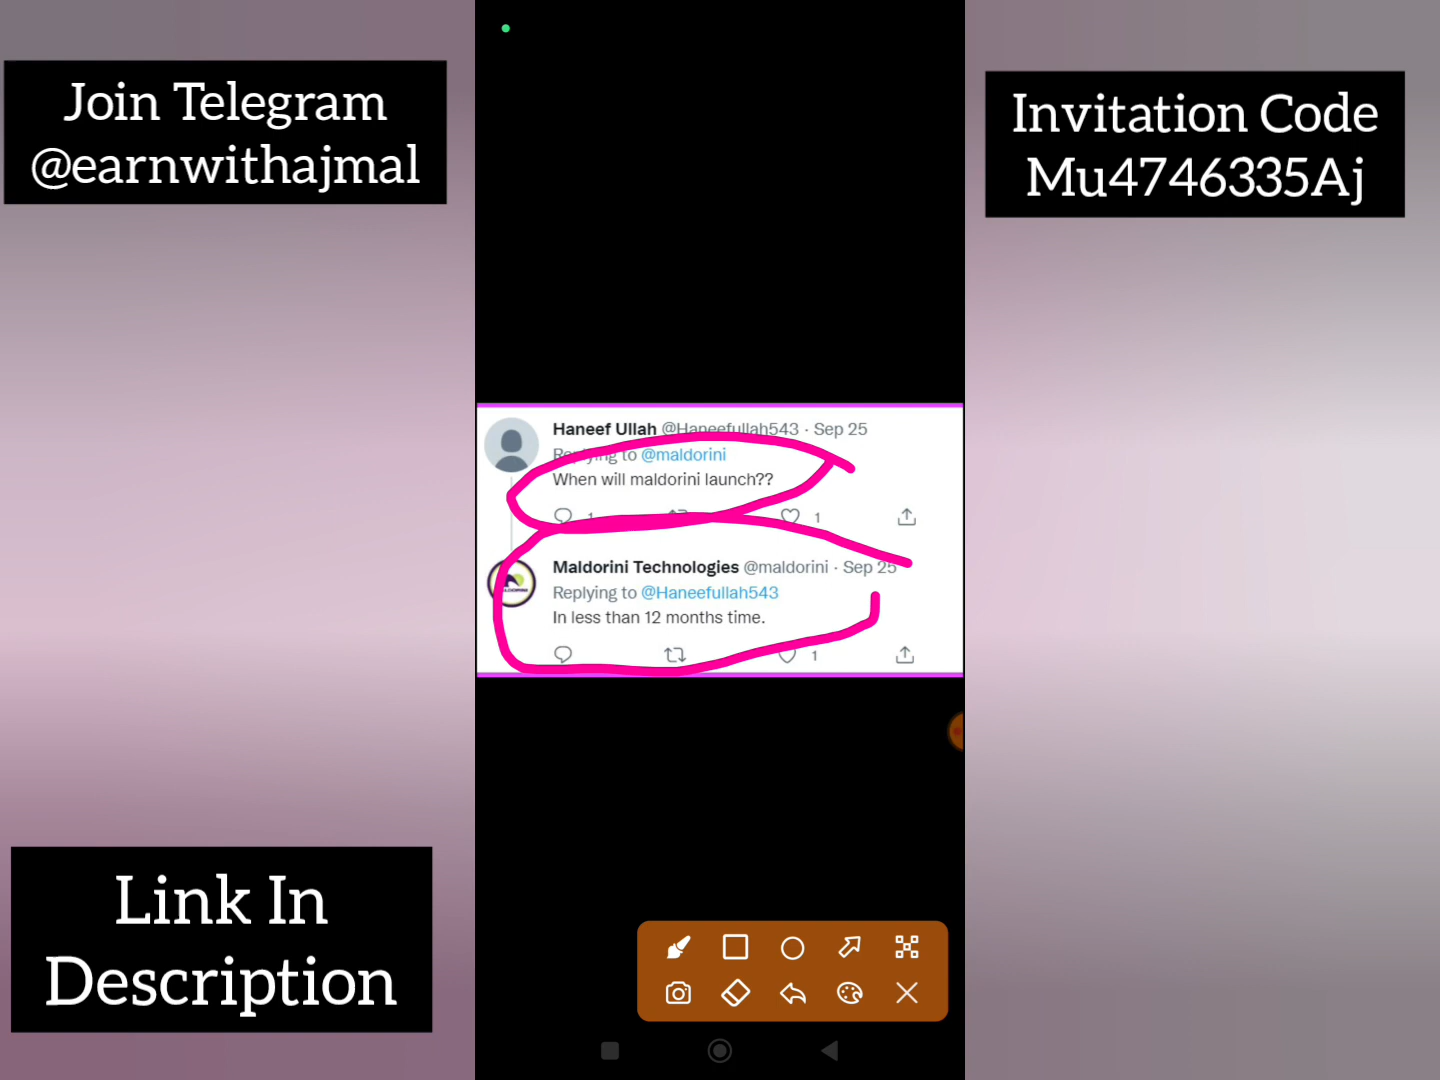 Join Telegram
@earnwithajmal
Invitation Code
Mu4746335Aj
Haneef Ullah @Haneefullah543 · Sep 25
Replying to @maldorini
When will maldorini launch??
1 1
Maldorini Technologies @maldorini · Sep 25
Replying to @Haneefullah543
In less than 12 months time.
1
Link In
Description